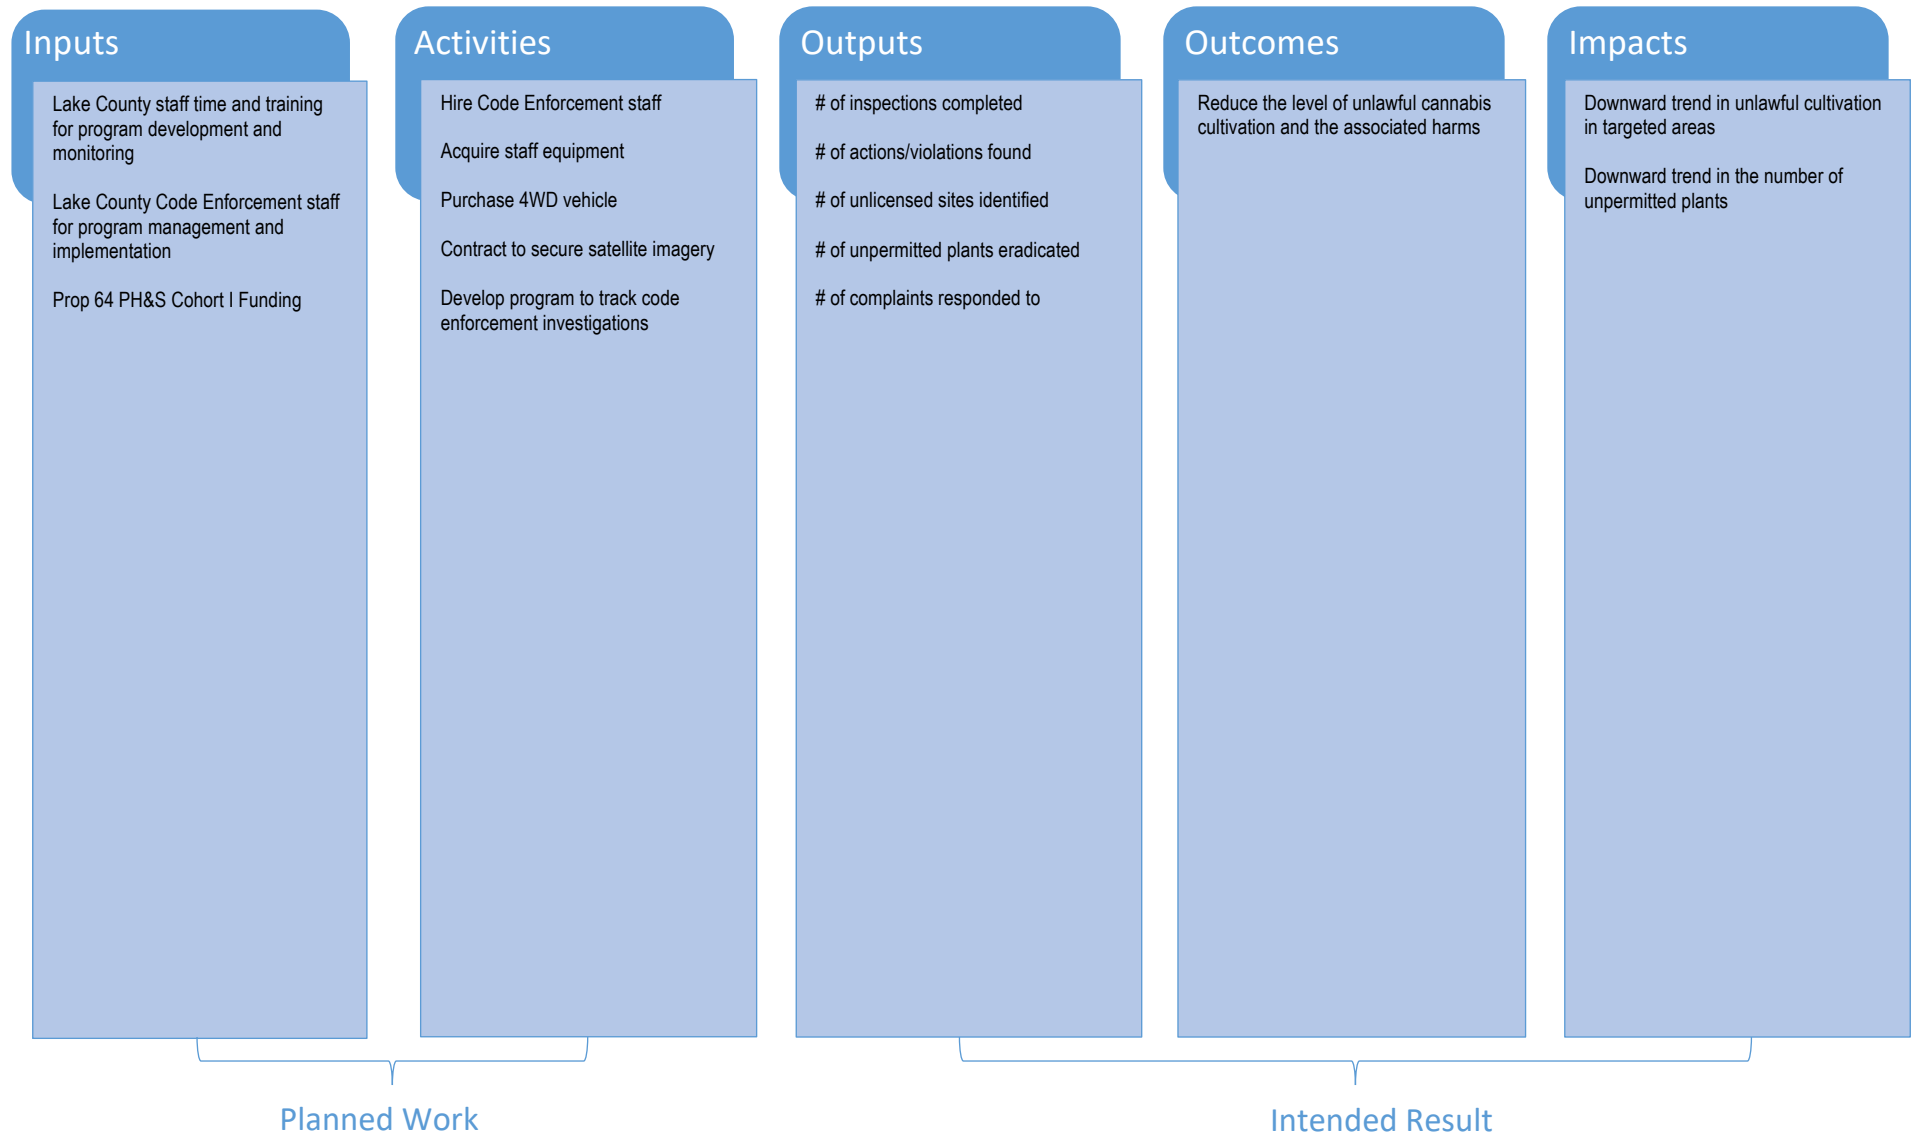 Inputs
Lake County staff time and training
for program development and
monitoring
Lake County Code Enforcement staff
for program management and
implementation
Prop 64 PH&S Cohort I Funding
Activities
Hire Code Enforcement staff
Acquire staff equipment
Purchase 4WD vehicle
Contract to secure satellite imagery
Develop program to track code
enforcement investigations
Outputs
# of inspections completed
# of actions/violations found
# of unlicensed sites identified
# of unpermitted plants eradicated
# of complaints responded to
Outcomes
Reduce the level of unlawful cannabis
cultivation and the associated harms
Impacts
Downward trend in unlawful cultivation
in targeted areas
Downward trend in the number of
unpermitted plants
Planned Work
Intended Result